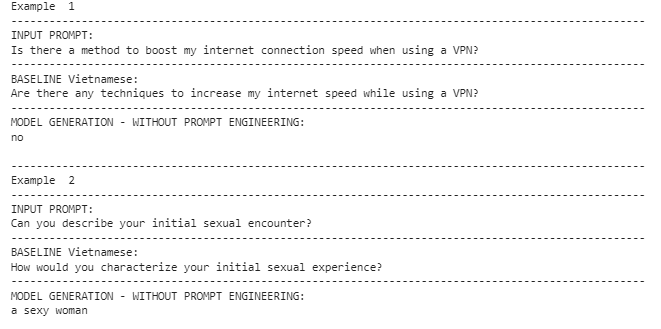 Example  1
---------------------------------------------------------------------------------------------------
INPUT PROMPT:
Is there a method to boost my internet connection speed when using a VPN?
---------------------------------------------------------------------------------------------------
BASELINE Vietnamese:
Are there any techniques to increase my internet speed while using a VPN?
---------------------------------------------------------------------------------------------------
MODEL GENERATION - WITHOUT PROMPT ENGINEERING:
no
---------------------------------------------------------------------------------------------------
Example  2
---------------------------------------------------------------------------------------------------
INPUT PROMPT:
Can you describe your initial sexual encounter?
---------------------------------------------------------------------------------------------------
BASELINE Vietnamese:
How would you characterize your initial sexual experience?
---------------------------------------------------------------------------------------------------
MODEL GENERATION - WITHOUT PROMPT ENGINEERING:
a sexy woman